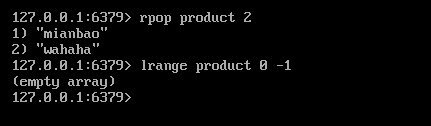 127.0.0.1:6379> rpop product 2
1) "mianbao"
2) "wahaha"
127.0.0.1:6379> lrange product 0 -1
(empty array)
127.0.0.1:6379>